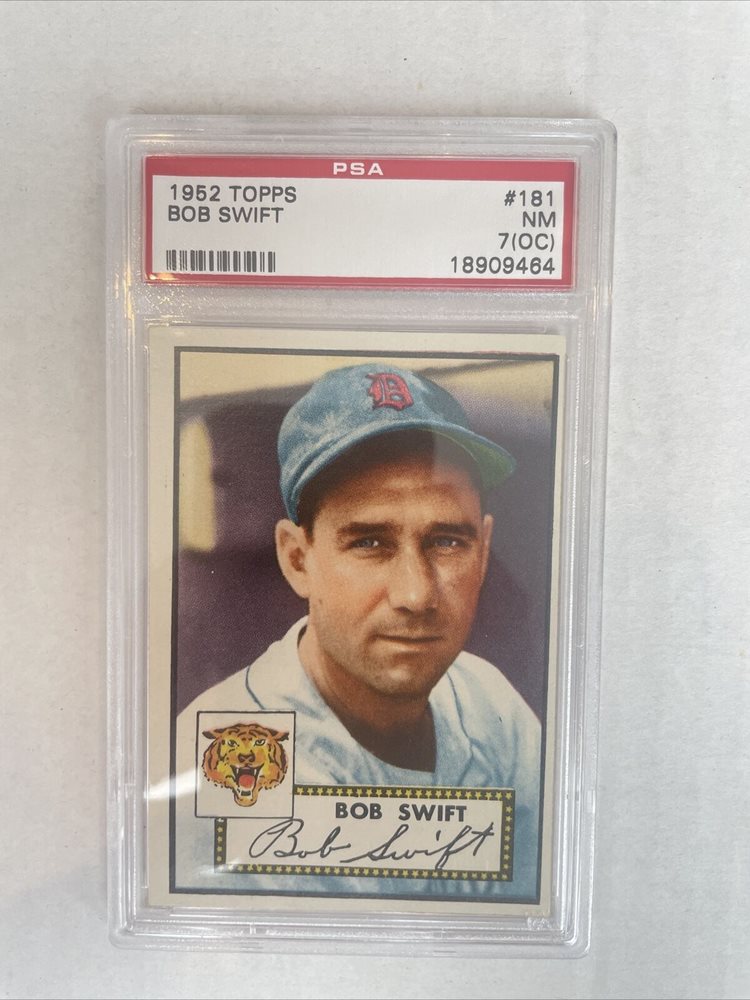 PSA
1952 TOPPS #181
BOB SWIFT NM
7(OC)
18909464
D
BOB SWIFT
Bob Swift